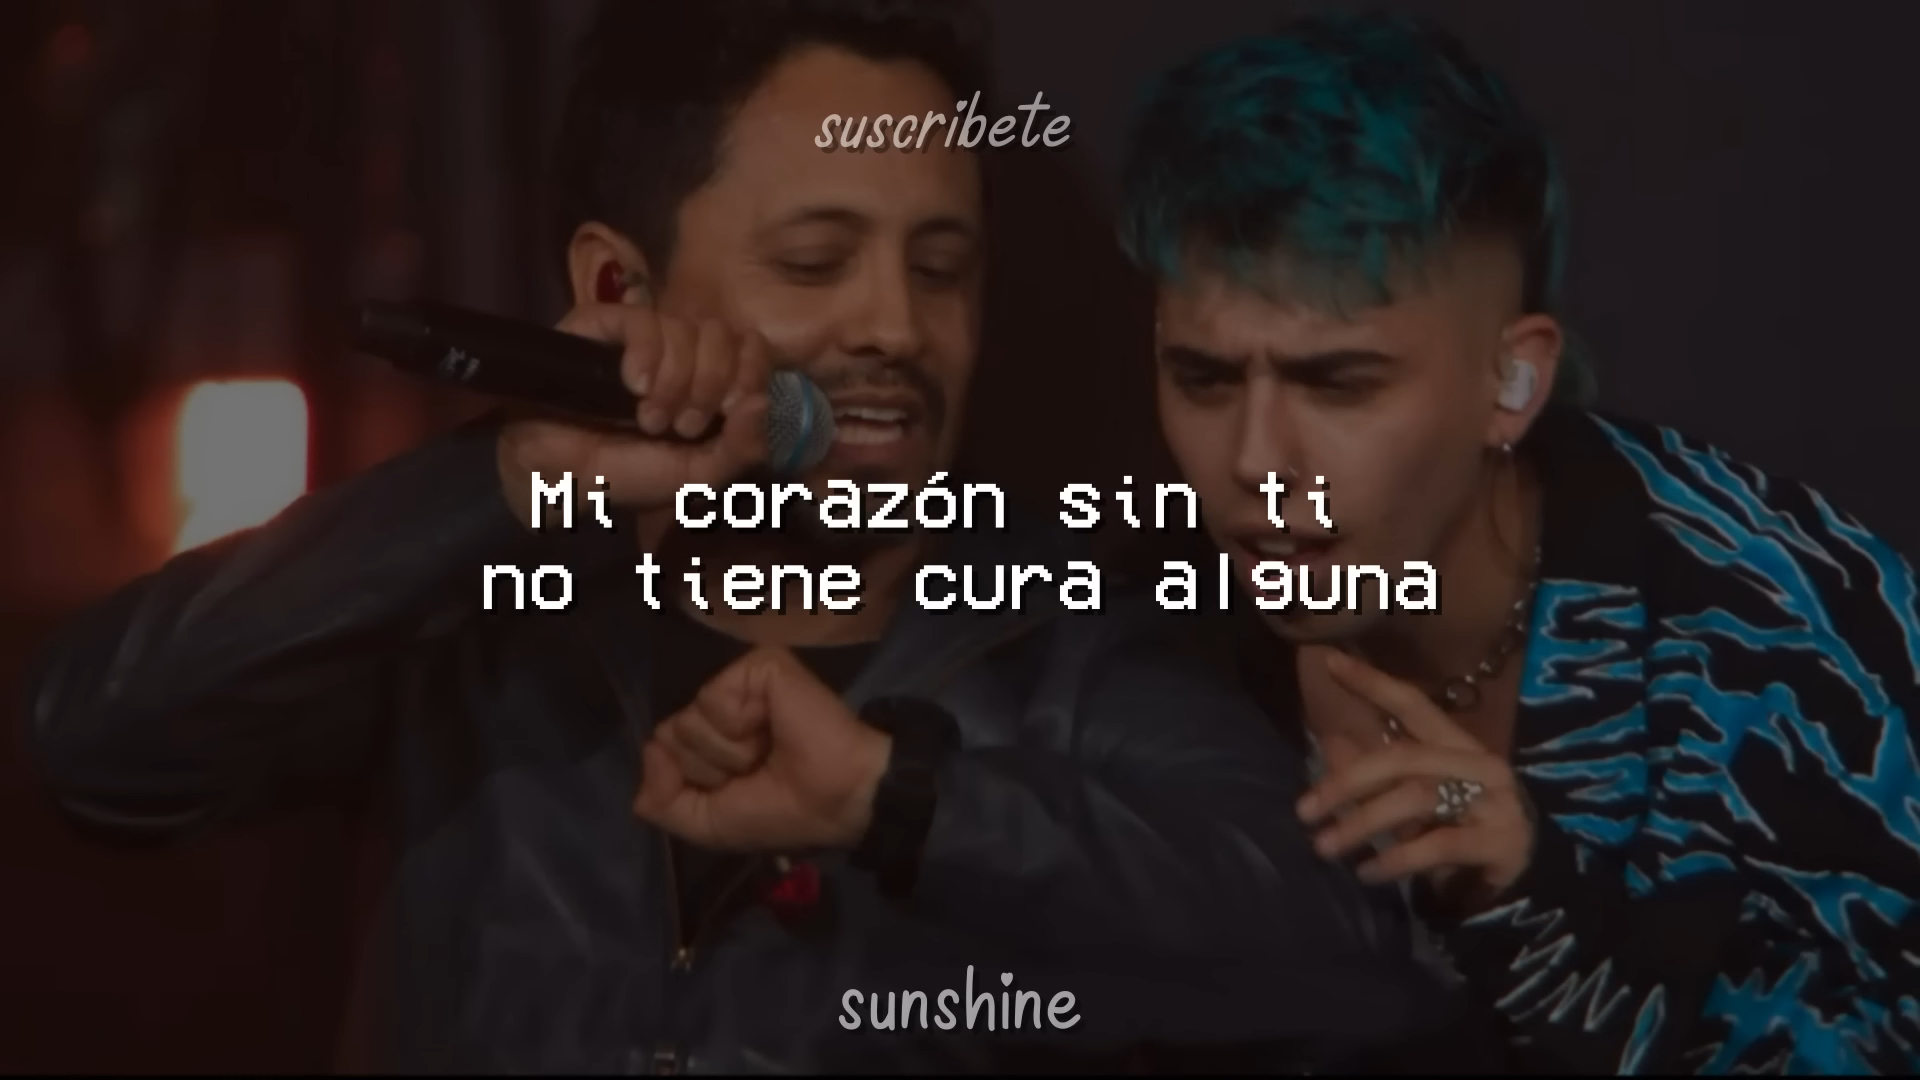 suscribete
Mi corazón sin ti
no tiene cura alguna
sunshine